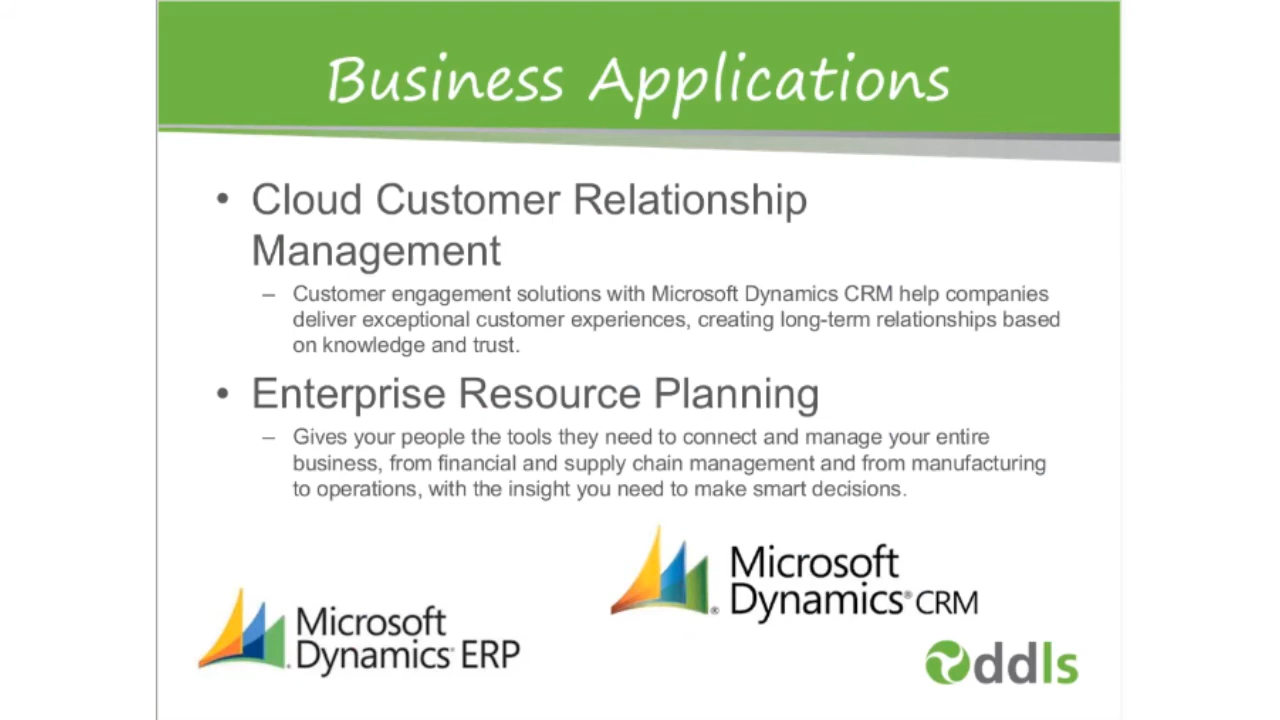 Business Applications
• Cloud Customer Relationship
Management
– Customer engagement solutions with Microsoft Dynamics CRM help companies
deliver exceptional customer experiences, creating long-term relationships based
on knowledge and trust.
• Enterprise Resource Planning
– Gives your people the tools they need to connect and manage your entire
business, from financial and supply chain management and from manufacturing
to operations, with the insight you need to make smart decisions.
Microsoft
Dynamics® CRM
Microsoft
Dynamics ERP
ddls